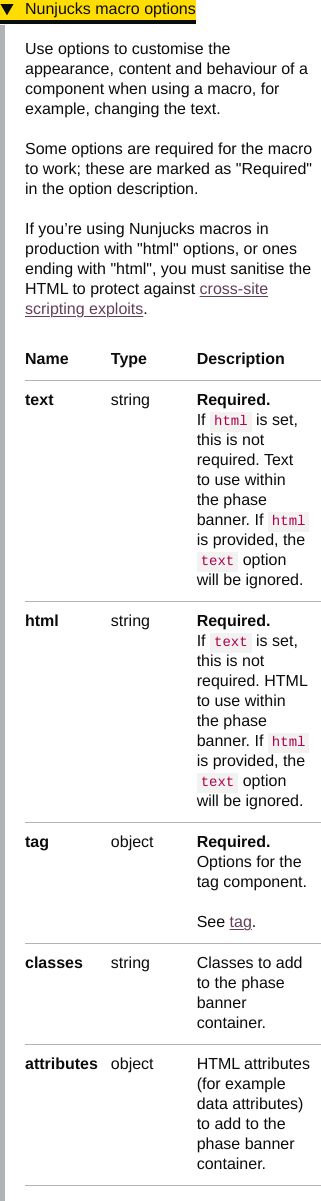 Nunjucks macro options
Use options to customise the
appearance, content and behaviour of a
component when using a macro, for
example, changing the text.
Some options are required for the macro
to work; these are marked as "Required"
in the option description.
If you’re using Nunjucks macros in
production with "html" options, or ones
ending with "html", you must sanitise the
HTML to protect against cross-site
scripting exploits.
Name Type Description
text string Required.
If html is set,
this is not
required. Text
to use within
the phase
banner. If html
is provided, the
text option
will be ignored.
html string Required.
If text is set,
this is not
required. HTML
to use within
the phase
banner. If html
is provided, the
text option
will be ignored.
tag object Required.
Options for the
tag component.
See tag.
classes string Classes to add
to the phase
banner
container.
attributes object HTML attributes
(for example
data attributes)
to add to the
phase banner
container.